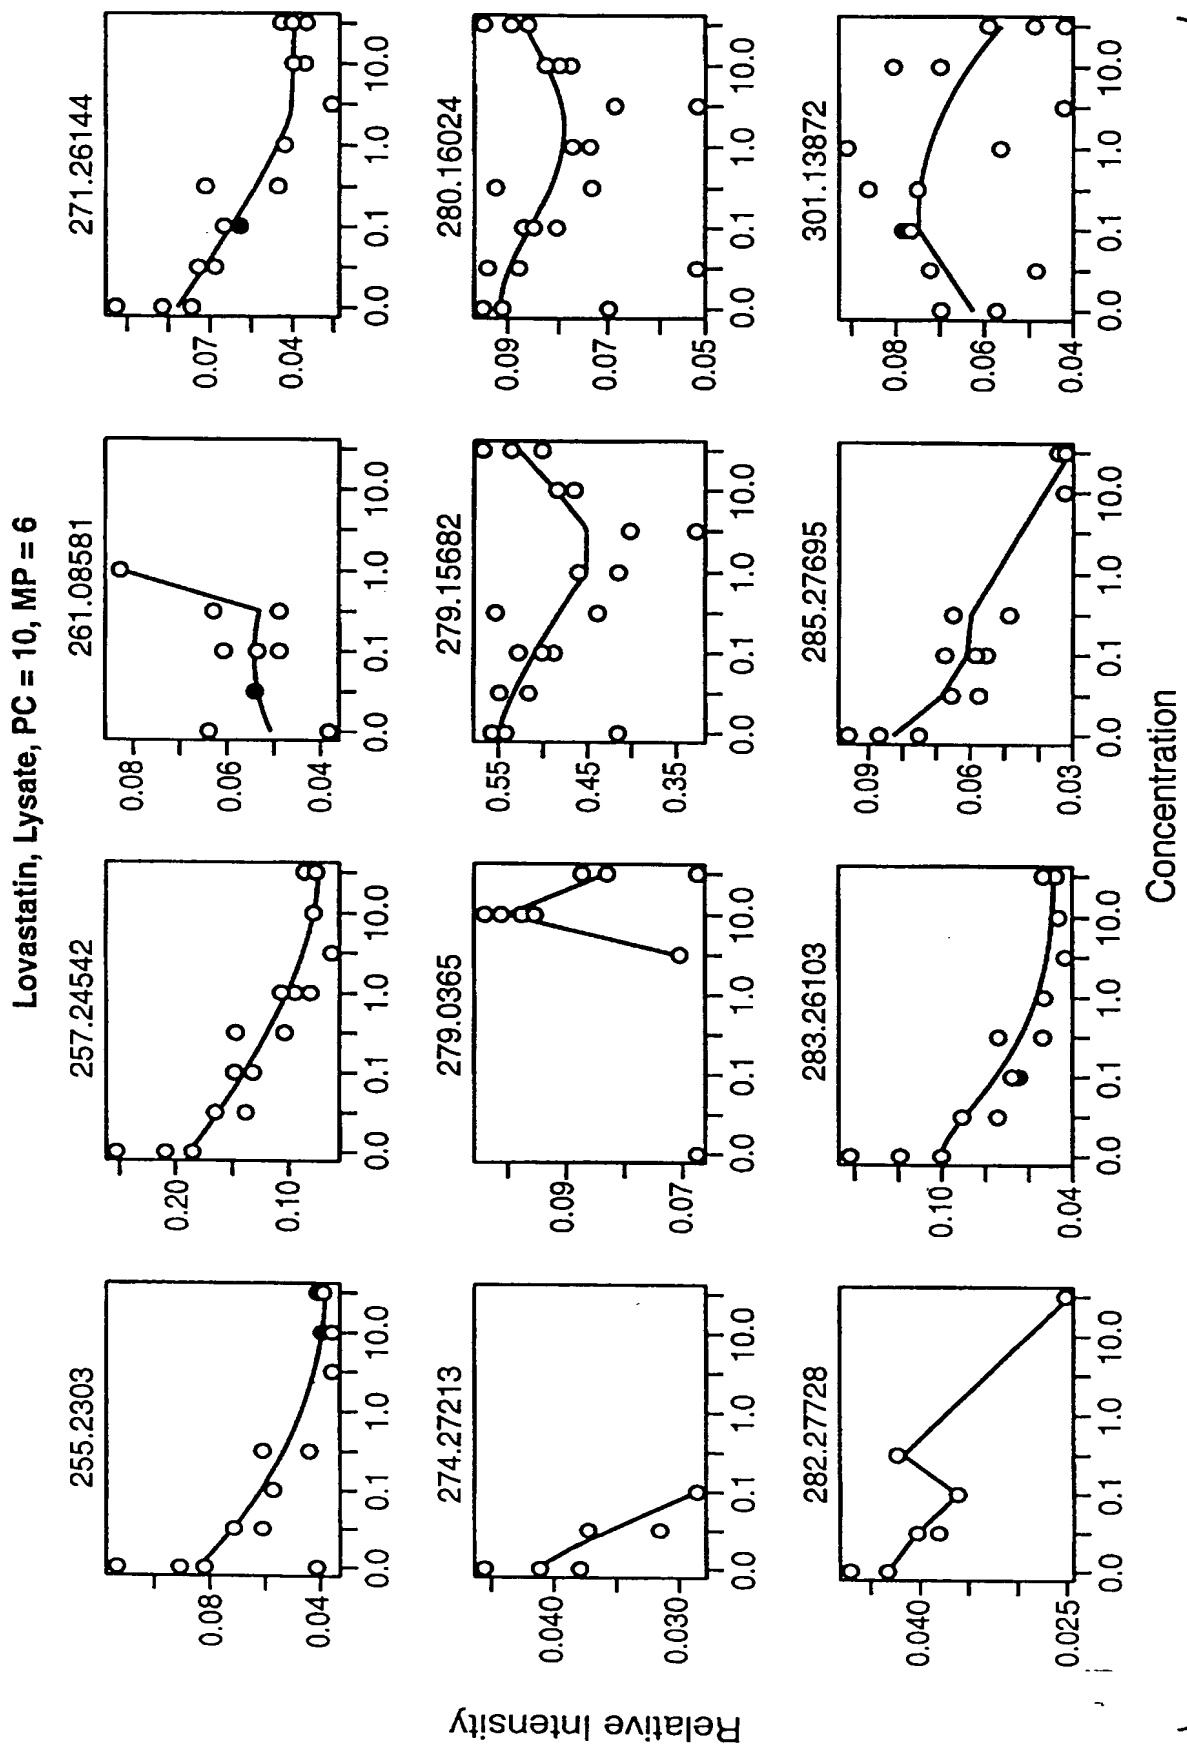 Lovastatin, Lysate, PC = 10, MP = 6
Relative Intensity
255.2303
0.08
0.04
0.0 0.1 1.0 10.0
257.24542
0.20
0.10
0.0 0.1 1.0 10.0
261.08581
0.08
0.06
0.04
0.0 0.1 1.0 10.0
271.26144
0.07
0.04
0.0 0.1 1.0 10.0
274.27213
0.040
0.030
0.0 0.1 1.0 10.0
279.0365
0.09
0.07
0.0 0.1 1.0 10.0
279.15682
0.55
0.45
0.35
0.0 0.1 1.0 10.0
280.16024
0.09
0.07
0.05
0.0 0.1 1.0 10.0
282.27728
0.040
0.025
0.0 0.1 1.0 10.0
283.26103
0.10
0.04
0.0 0.1 1.0 10.0
285.27695
0.09
0.06
0.03
0.0 0.1 1.0 10.0
301.13872
0.08
0.06
0.04
0.0 0.1 1.0 10.0
Concentration